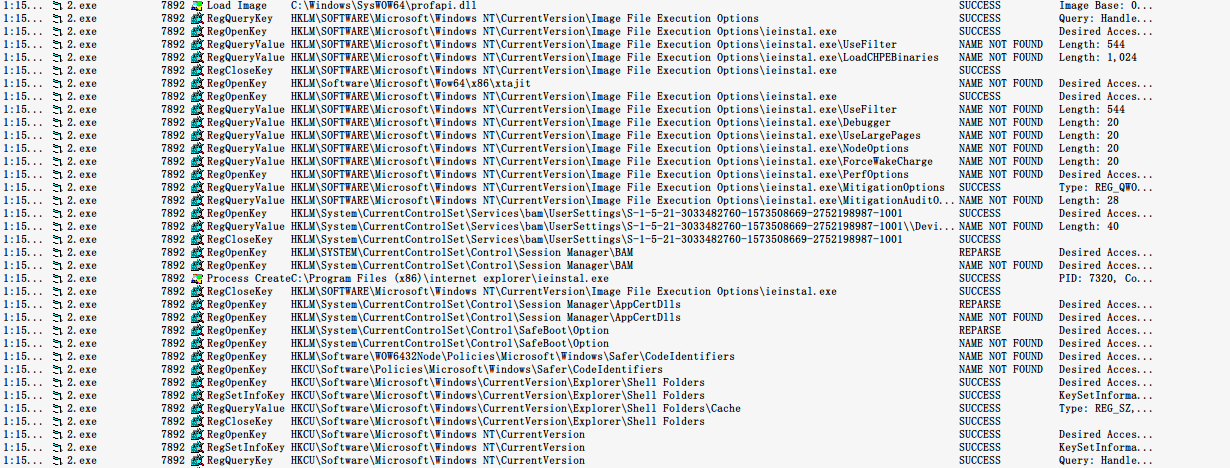 1:15... 2.exe 7892 Load Image C:\Windows\SysWOW64\profapi.dll SUCCESS Image Base: 0...
1:15... 2.exe 7892 RegQueryKey HKLM\SOFTWARE\Microsoft\Windows NT\CurrentVersion\Image File Execution Options SUCCESS Query: Handle...
1:15... 2.exe 7892 RegOpenKey HKLM\SOFTWARE\Microsoft\Windows NT\CurrentVersion\Image File Execution Options\ieinstal.exe SUCCESS Desired Acces...
1:15... 2.exe 7892 RegQueryValue HKLM\SOFTWARE\Microsoft\Windows NT\CurrentVersion\Image File Execution Options\ieinstal.exe\UseFilter NAME NOT FOUND Length: 544
1:15... 2.exe 7892 RegQueryValue HKLM\SOFTWARE\Microsoft\Windows NT\CurrentVersion\Image File Execution Options\ieinstal.exe\LoadCHPEBinaries NAME NOT FOUND Length: 1,024
1:15... 2.exe 7892 RegCloseKey HKLM\SOFTWARE\Microsoft\Windows NT\CurrentVersion\Image File Execution Options\ieinstal.exe SUCCESS
1:15... 2.exe 7892 RegOpenKey HKLM\Software\Microsoft\Wow64\x86\xtajit NAME NOT FOUND Desired Acces...
1:15... 2.exe 7892 RegOpenKey HKLM\SOFTWARE\Microsoft\Windows NT\CurrentVersion\Image File Execution Options\ieinstal.exe SUCCESS Desired Acces...
1:15... 2.exe 7892 RegQueryValue HKLM\SOFTWARE\Microsoft\Windows NT\CurrentVersion\Image File Execution Options\ieinstal.exe\UseFilter NAME NOT FOUND Length: 544
1:15... 2.exe 7892 RegQueryValue HKLM\SOFTWARE\Microsoft\Windows NT\CurrentVersion\Image File Execution Options\ieinstal.exe\Debugger NAME NOT FOUND Length: 20
1:15... 2.exe 7892 RegQueryValue HKLM\SOFTWARE\Microsoft\Windows NT\CurrentVersion\Image File Execution Options\ieinstal.exe\UseLargePages NAME NOT FOUND Length: 20
1:15... 2.exe 7892 RegQueryValue HKLM\SOFTWARE\Microsoft\Windows NT\CurrentVersion\Image File Execution Options\ieinstal.exe\NodeOptions NAME NOT FOUND Length: 20
1:15... 2.exe 7892 RegQueryValue HKLM\SOFTWARE\Microsoft\Windows NT\CurrentVersion\Image File Execution Options\ieinstal.exe\ForceWakeCharge NAME NOT FOUND Length: 20
1:15... 2.exe 7892 RegOpenKey HKLM\SOFTWARE\Microsoft\Windows NT\CurrentVersion\Image File Execution Options\ieinstal.exe\PerfOptions NAME NOT FOUND Desired Acces...
1:15... 2.exe 7892 RegQueryValue HKLM\SOFTWARE\Microsoft\Windows NT\CurrentVersion\Image File Execution Options\ieinstal.exe\MitigationOptions SUCCESS Type: REG_QWO...
1:15... 2.exe 7892 RegQueryValue HKLM\SOFTWARE\Microsoft\Windows NT\CurrentVersion\Image File Execution Options\ieinstal.exe\MitigationAuditO... NAME NOT FOUND Length: 28
1:15... 2.exe 7892 RegOpenKey HKLM\System\CurrentControlSet\Services\bam\UserSettings\S-1-5-21-3033482760-1573508669-2752198987-1001 SUCCESS Desired Acces...
1:15... 2.exe 7892 RegQueryValue HKLM\System\CurrentControlSet\Services\bam\UserSettings\S-1-5-21-3033482760-1573508669-2752198987-1001\\Devi... NAME NOT FOUND Length: 40
1:15... 2.exe 7892 RegCloseKey HKLM\System\CurrentControlSet\Services\bam\UserSettings\S-1-5-21-3033482760-1573508669-2752198987-1001 SUCCESS
1:15... 2.exe 7892 RegOpenKey HKLM\SYSTEM\CurrentControlSet\Control\Session Manager\BAM REPARSE Desired Acces...
1:15... 2.exe 7892 RegOpenKey HKLM\System\CurrentControlSet\Control\Session Manager\BAM NAME NOT FOUND Desired Acces...
1:15... 2.exe 7892 Process Create C:\Program Files (x86)\internet explorer\ieinstal.exe SUCCESS PID: 7320, Co...
1:15... 2.exe 7892 RegCloseKey HKLM\SOFTWARE\Microsoft\Windows NT\CurrentVersion\Image File Execution Options\ieinstal.exe SUCCESS
1:15... 2.exe 7892 RegOpenKey HKLM\System\CurrentControlSet\Control\Session Manager\AppCertDlls REPARSE Desired Acces...
1:15... 2.exe 7892 RegOpenKey HKLM\System\CurrentControlSet\Control\Session Manager\AppCertDlls NAME NOT FOUND Desired Acces...
1:15... 2.exe 7892 RegOpenKey HKLM\System\CurrentControlSet\Control\SafeBoot\Option REPARSE Desired Acces...
1:15... 2.exe 7892 RegOpenKey HKLM\System\CurrentControlSet\Control\SafeBoot\Option NAME NOT FOUND Desired Acces...
1:15... 2.exe 7892 RegOpenKey HKLM\Software\WOW6432Node\Policies\Microsoft\Windows\Safer\CodeIdentifiers NAME NOT FOUND Desired Acces...
1:15... 2.exe 7892 RegOpenKey HKCU\Software\Policies\Microsoft\Windows\Safer\CodeIdentifiers NAME NOT FOUND Desired Acces...
1:15... 2.exe 7892 RegOpenKey HKCU\Software\Microsoft\Windows\CurrentVersion\Explorer\Shell Folders SUCCESS Desired Acces...
1:15... 2.exe 7892 RegSetInfoKey HKCU\Software\Microsoft\Windows\CurrentVersion\Explorer\Shell Folders SUCCESS KeySetInforma...
1:15... 2.exe 7892 RegQueryValue HKCU\Software\Microsoft\Windows\CurrentVersion\Explorer\Shell Folders\Cache SUCCESS Type: REG_SZ,...
1:15... 2.exe 7892 RegCloseKey HKCU\Software\Microsoft\Windows\CurrentVersion\Explorer\Shell Folders SUCCESS
1:15... 2.exe 7892 RegOpenKey HKCU\Software\Microsoft\Windows NT\CurrentVersion SUCCESS Desired Acces...
1:15... 2.exe 7892 RegSetInfoKey HKCU\Software\Microsoft\Windows NT\CurrentVersion SUCCESS KeySetInforma...
1:15... 2.exe 7892 RegQueryKey HKCU\Software\Microsoft\Windows NT\CurrentVersion SUCCESS Query: Handle...